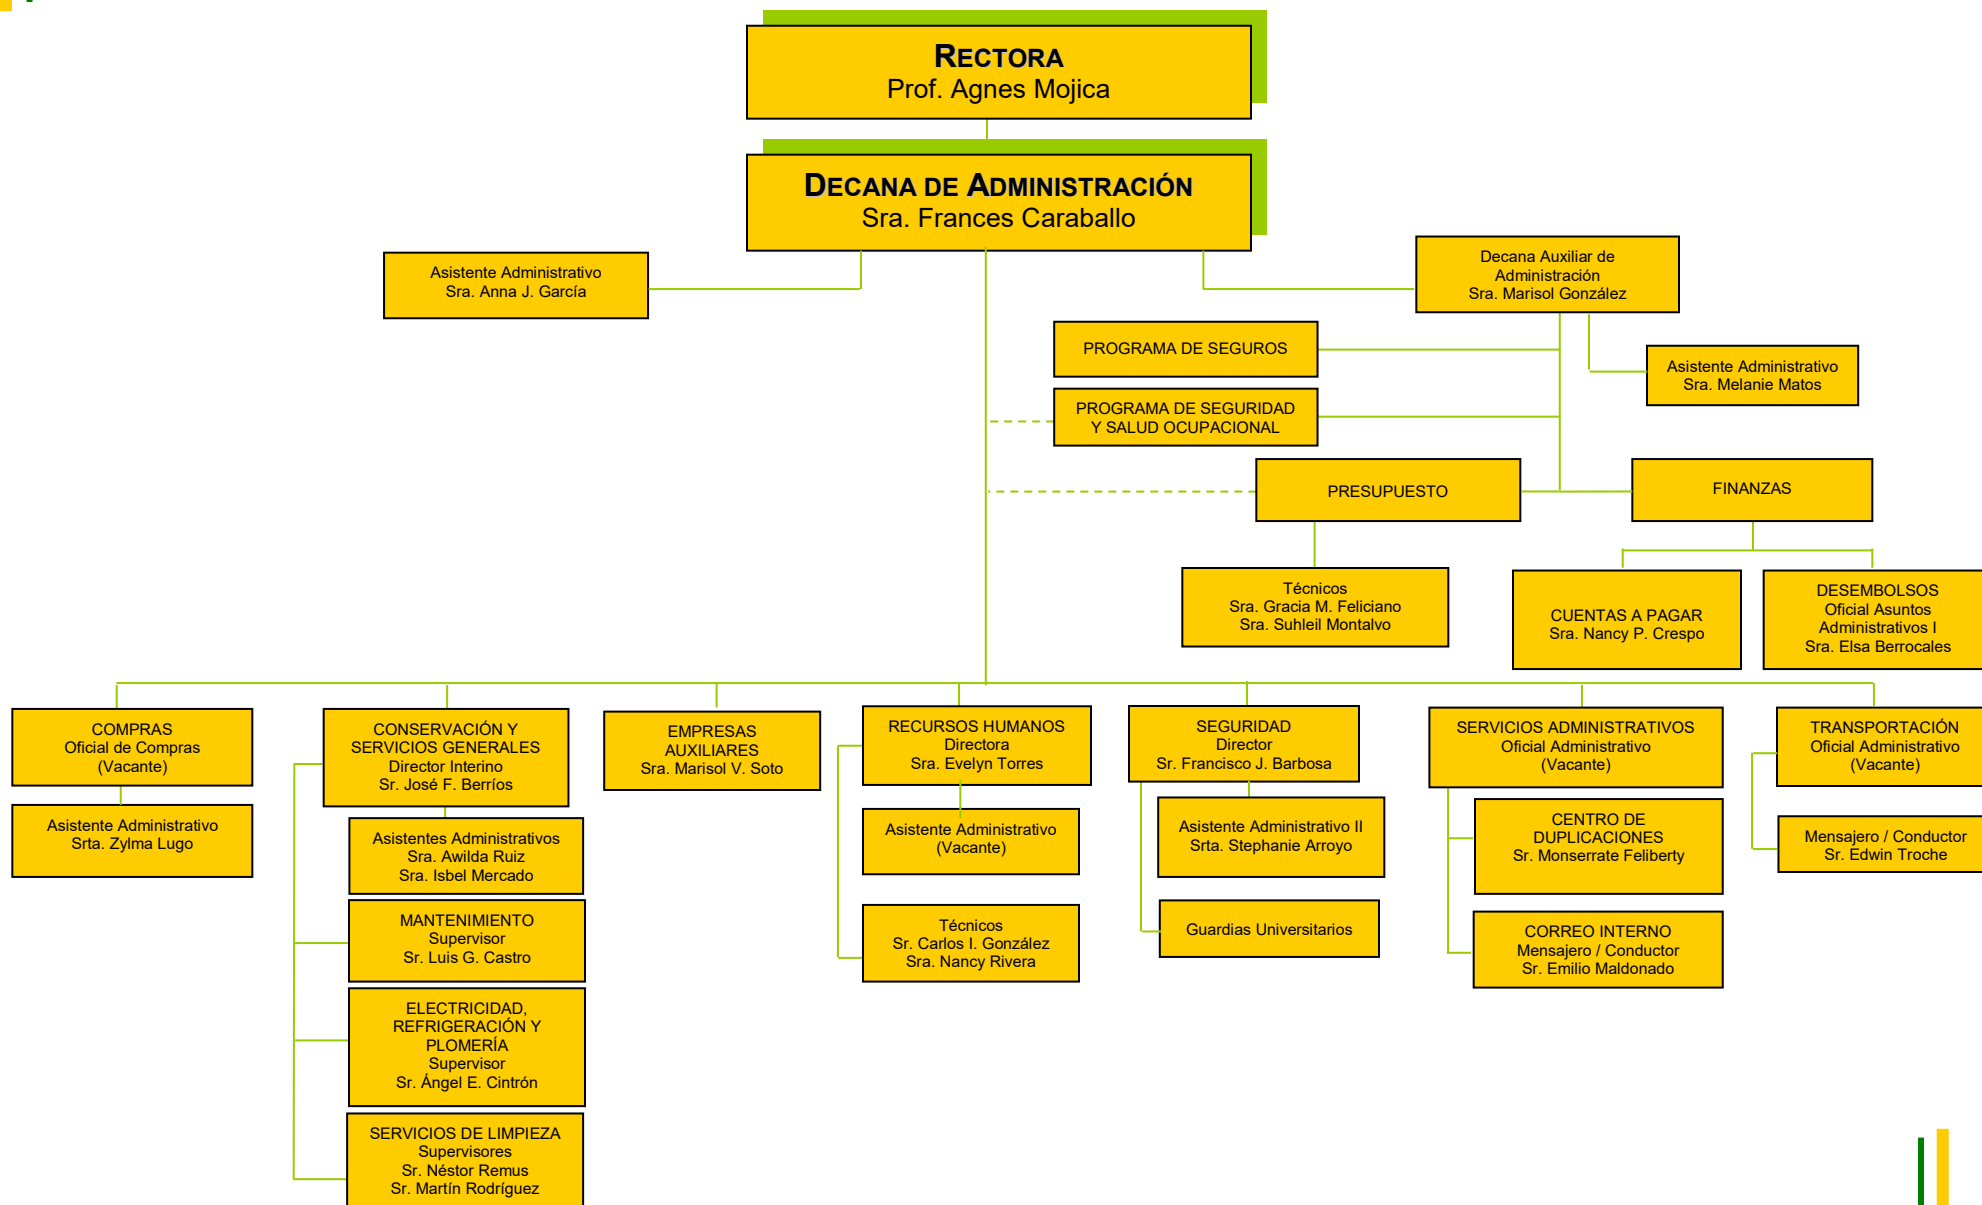 RECTORA
Prof. Agnes Mojica
DECANA DE ADMINISTRACIÓN
Sra. Frances Caraballo
Asistente Administrativo
Sra. Anna J. García
Decana Auxiliar de
Administración
Sra. Marisol González
PROGRAMA DE SEGUROS
Asistente Administrativo
Sra. Melanie Matos
PROGRAMA DE SEGURIDAD
Y SALUD OCUPACIONAL
PRESUPUESTO
FINANZAS
Técnicos
Sra. Gracia M. Feliciano
Sra. Suhleil Montalvo
CUENTAS A PAGAR
Sra. Nancy P. Crespo
DESEMBOLSOS
Oficial Asuntos
Administrativos I
Sra. Elsa Berrocales
COMPRAS
Oficial de Compras
(Vacante)
Asistente Administrativo
Srta. Zylma Lugo
CONSERVACIÓN Y
SERVICIOS GENERALES
Director Interino
Sr. José F. Berríos
Asistentes Administrativos
Sra. Awilda Ruiz
Sra. Isbel Mercado
MANTENIMIENTO
Supervisor
Sr. Luis G. Castro
ELECTRICIDAD,
REFRIGERACIÓN Y
PLOMERÍA
Supervisor
Sr. Ángel E. Cintrón
SERVICIOS DE LIMPIEZA
Supervisores
Sr. Néstor Remus
Sr. Martín Rodríguez
EMPRESAS
AUXILIARES
Sra. Marisol V. Soto
RECURSOS HUMANOS
Directora
Sra. Evelyn Torres
Asistente Administrativo
(Vacante)
Técnicos
Sr. Carlos I. González
Sra. Nancy Rivera
SEGURIDAD
Director
Sr. Francisco J. Barbosa
Asistente Administrativo II
Srta. Stephanie Arroyo
Guardias Universitarios
SERVICIOS ADMINISTRATIVOS
Oficial Administrativo
(Vacante)
CENTRO DE
DUPLICACIONES
Sr. Monserrate Feliberty
CORREO INTERNO
Mensajero / Conductor
Sr. Emilio Maldonado
TRANSPORTACIÓN
Oficial Administrativo
(Vacante)
Mensajero / Conductor
Sr. Edwin Troche